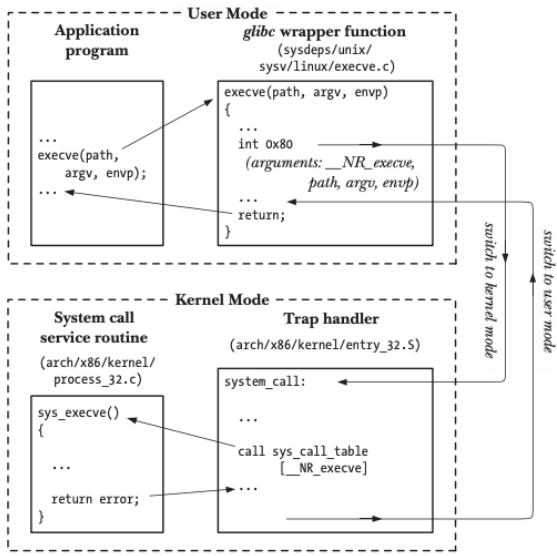 User Mode
Application
program
...
execve(path,
argv, envp);
...
glibc wrapper function
(sysdeps/unix/
sysv/linux/execve.c)
execve(path, argv, envp)
{
...
int 0x80
(arguments: __NR_execve,
path, argv, envp)
...
return;
}
switch to kernel mode
switch to user mode
Kernel Mode
System call
service routine
(arch/x86/kernel/
process_32.c)
sys_execve()
{
...
return error;
}
Trap handler
(arch/x86/kernel/entry_32.S)
system_call:
...
call sys_call_table
[__NR_execve]
...